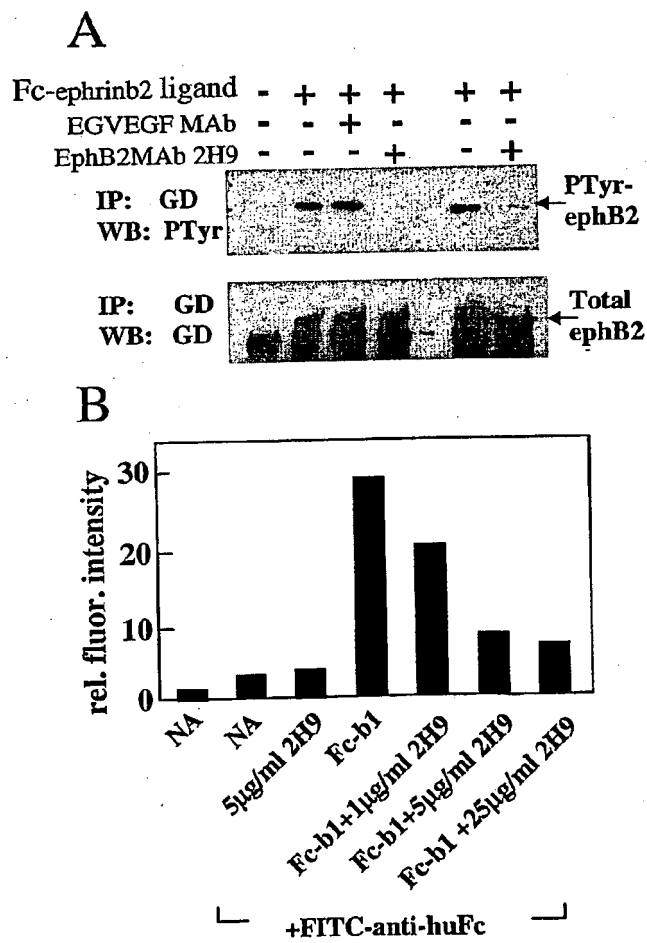 A
Fc-ephrinb2 ligand - + + + + +
EGVEGF MAb - - + - - -
EphB2MAb 2H9 - - - + - +
IP: GD
WB: PTyr
PTyr-
ephB2
IP: GD
WB: GD
Total
ephB2
B
rel. fluor. intensity
30
20
10
0
NA
NA
5µg/ml 2H9
Fc-b1
Fc-b1+1µg/ml 2H9
Fc-b1+5µg/ml 2H9
Fc-b1 +25µg/ml 2H9
+FITC-anti-huFc